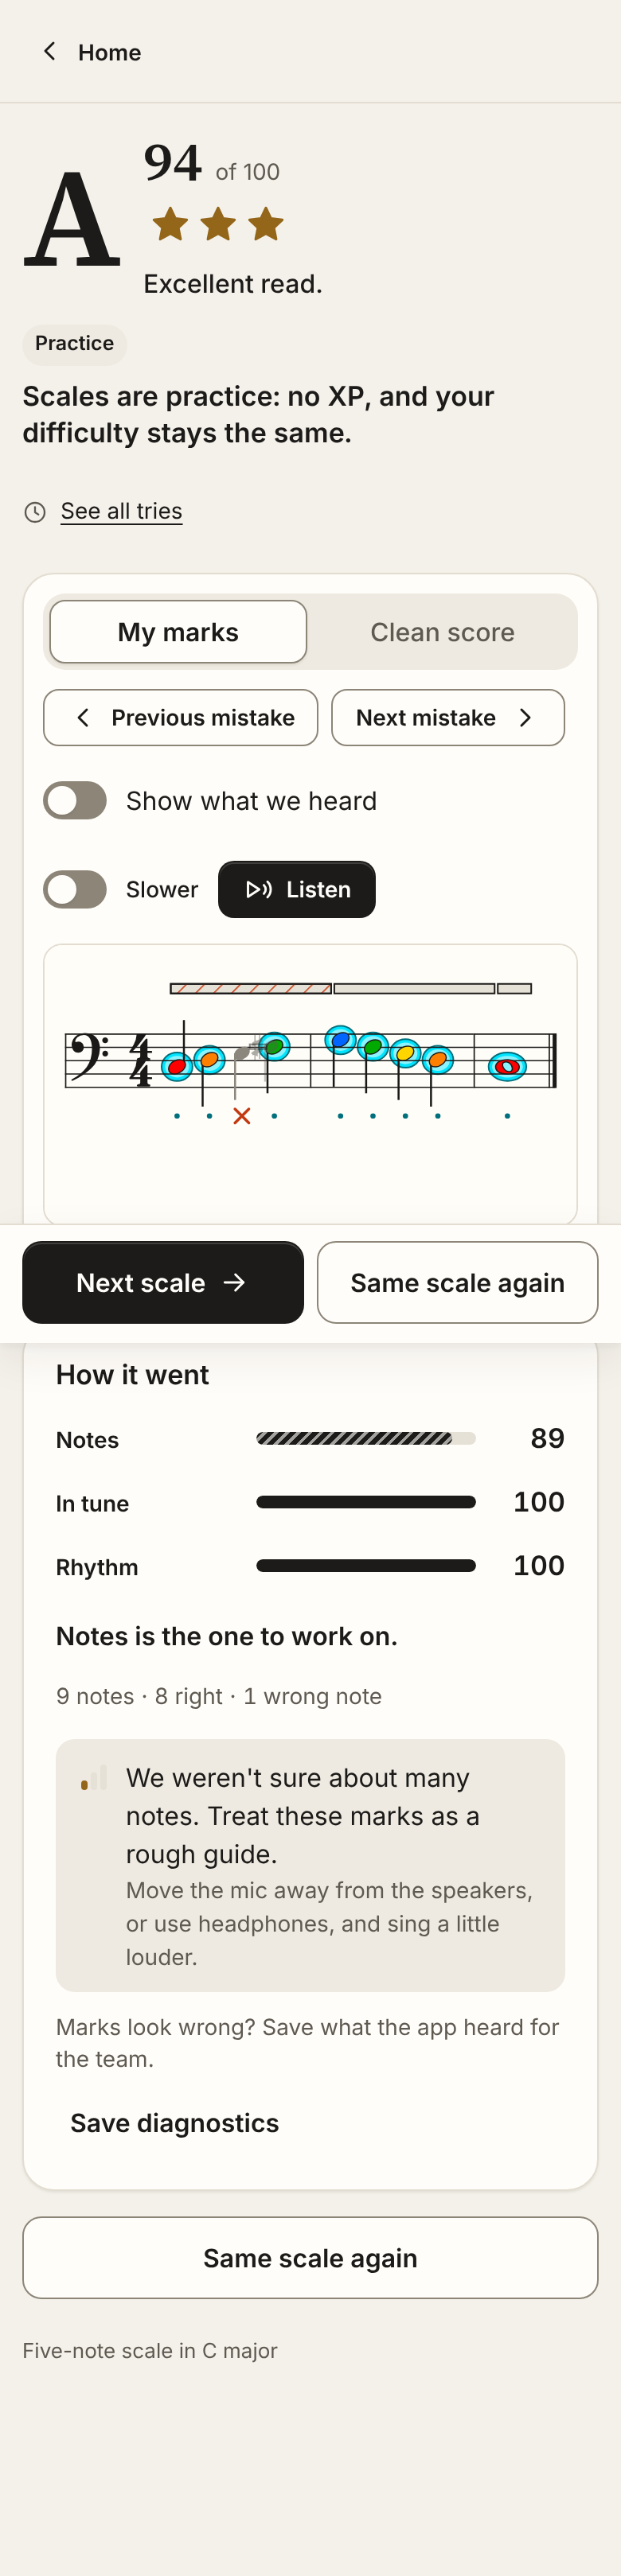 Home
A
94 of 100
Excellent read.
Practice
Scales are practice: no XP, and your
difficulty stays the same.
See all tries
My marks
Clean score
Previous mistake
Next mistake
Show what we heard
Slower
Listen
4
4
Next scale
Same scale again
How it went
Notes 89
In tune 100
Rhythm 100
Notes is the one to work on.
9 notes · 8 right · 1 wrong note
We weren't sure about many
notes. Treat these marks as a
rough guide.
Move the mic away from the speakers,
or use headphones, and sing a little
louder.
Marks look wrong? Save what the app heard for
the team.
Save diagnostics
Same scale again
Five-note scale in C major